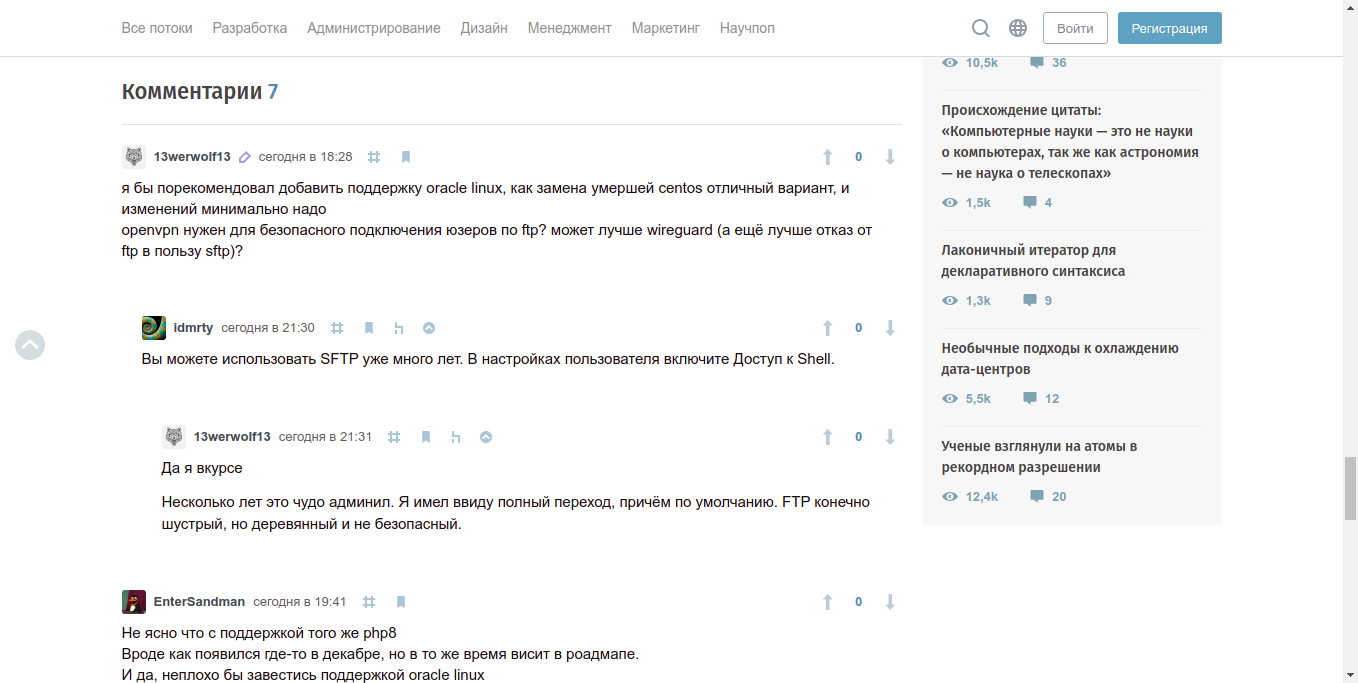 Все потоки Разработка Администрирование Дизайн Менеджмент Маркетинг Научпоп Войти Регистрация
Комментарии 7
13werwolf13 сегодня в 18:28 0
я бы порекомендовал добавить поддержку oracle linux, как замена умершей centos отличный вариант, и
изменений минимально надо
openvpn нужен для безопасного подключения юзеров по ftp? может лучше wireguard (а ещё лучше отказ от
ftp в пользу sftp)?
idmrty сегодня в 21:30 0
Вы можете использовать SFTP уже много лет. В настройках пользователя включите Доступ к Shell.
13werwolf13 сегодня в 21:31 0
Да я вкурсе
Несколько лет это чудо админил. Я имел ввиду полный переход, причём по умолчанию. FTP конечно
шустрый, но деревянный и не безопасный.
EnterSandman сегодня в 19:41 0
Не ясно что с поддержкой того же php8
Вроде как появился где-то в декабре, но в то же время висит в роадмапе.
И да, неплохо бы завестись поддержкой oracle linux
10,5k 36
Происхождение цитаты:
«Компьютерные науки — это не науки
о компьютерах, так же как астрономия
— не наука о телескопах»
1,5k 4
Лаконичный итератор для
декларативного синтаксиса
1,3k 9
Необычные подходы к охлаждению
дата-центров
5,5k 12
Ученые взглянули на атомы в
рекордном разрешении
12,4k 20